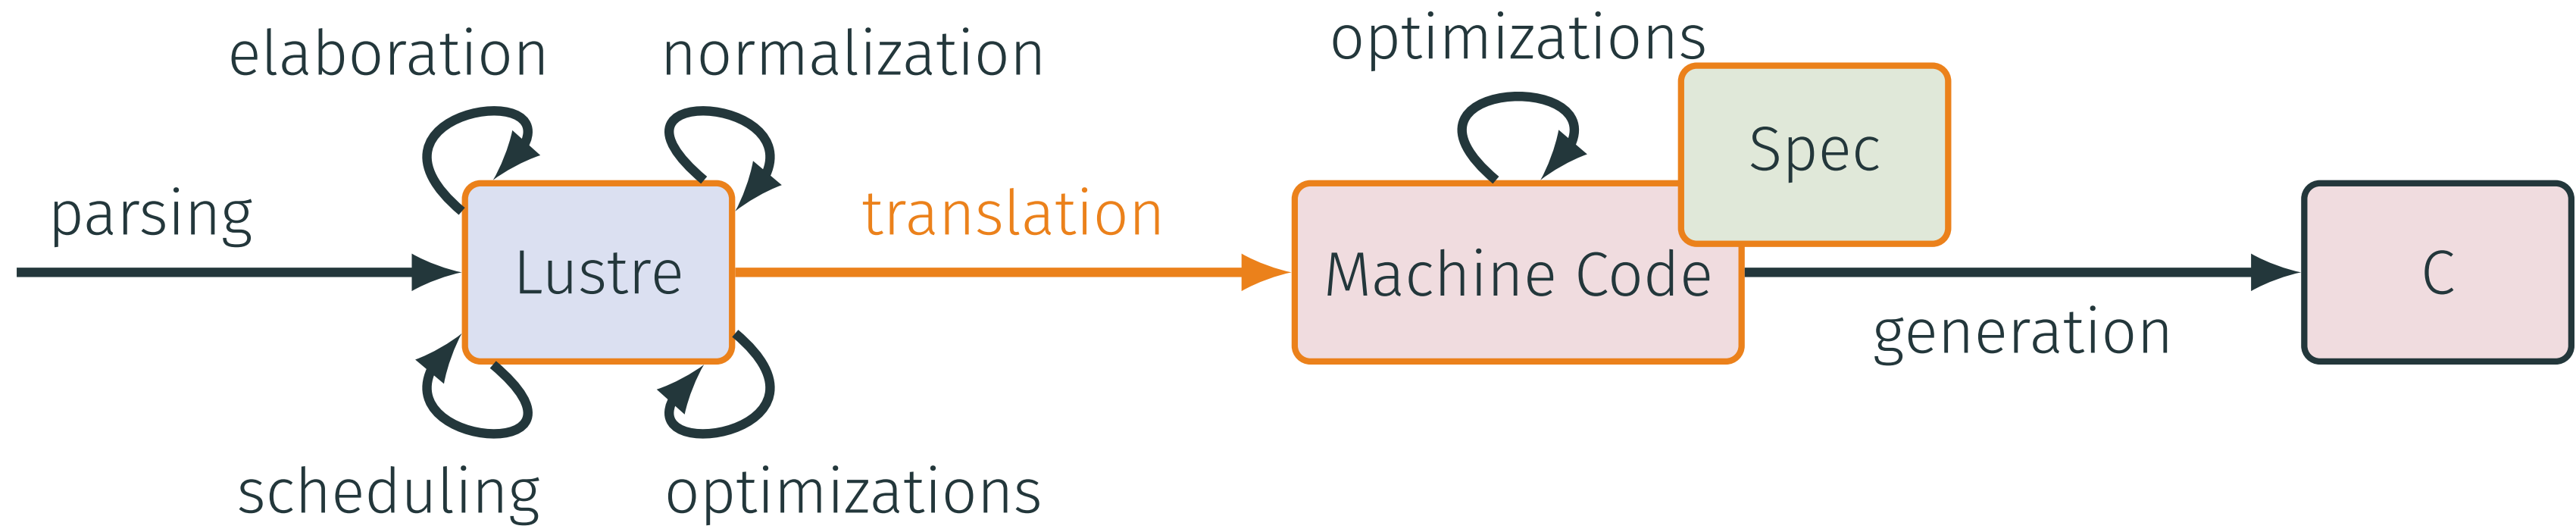 elaboration
normalization
optimizations
parsing
Lustre
translation
Machine Code
Spec
generation
C
scheduling
optimizations